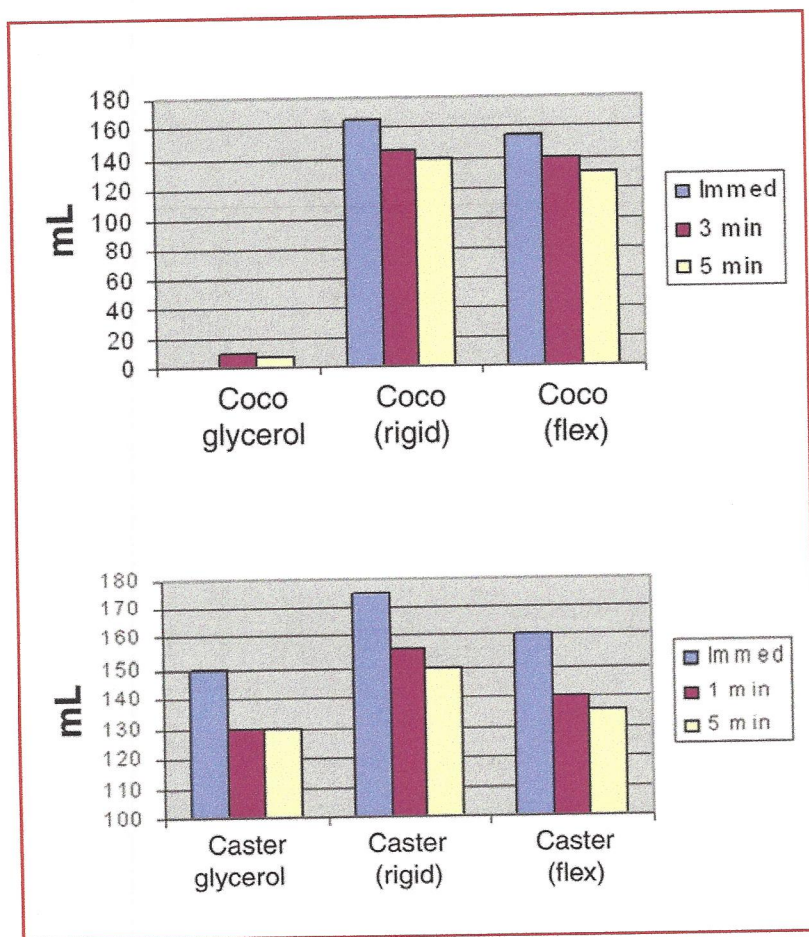 mL
180
160
140
120
100
80
60
40
20
0
Coco glycerol
Coco (rigid)
Coco (flex)
Immed
3 min
5 min
mL
180
170
160
150
140
130
120
110
100
Caster glycerol
Caster (rigid)
Caster (flex)
Immed
1 min
5 min